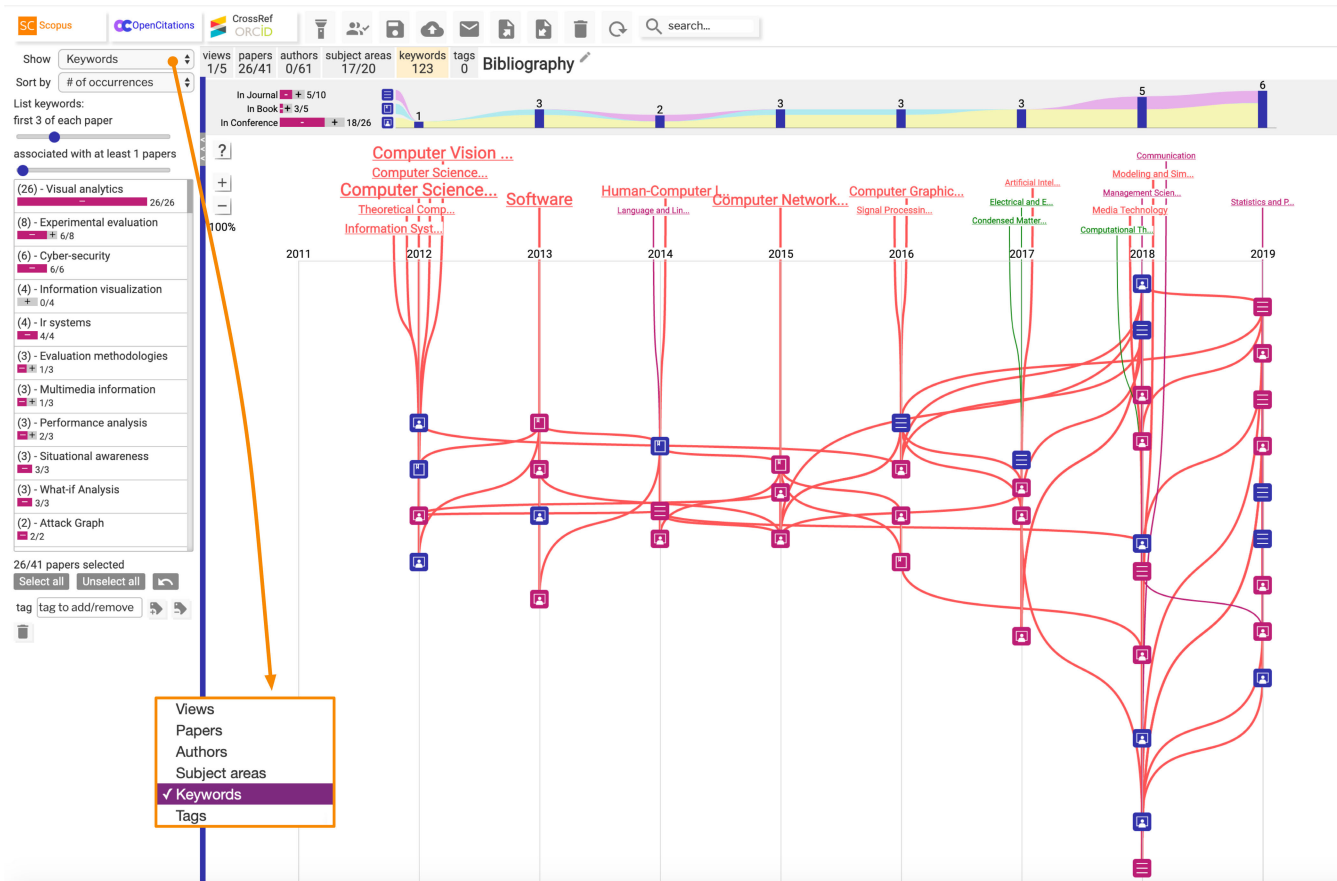 SC Scopus
OpenCitations
CrossRef
ORCID
search...
Show Keywords
Sort by # of occurrences
List keywords:
first 3 of each paper
associated with at least 1 papers
(26) - Visual analytics
- 26/26
(8) - Experimental evaluation
- + 6/8
(6) - Cyber-security
- 6/6
(4) - Information visualization
+ 0/4
(4) - Ir systems
- 4/4
(3) - Evaluation methodologies
- + 1/3
(3) - Multimedia information
- + 1/3
(3) - Performance analysis
- + 2/3
(3) - Situational awareness
- 3/3
(3) - What-if Analysis
- 3/3
(2) - Attack Graph
- 2/2
26/41 papers selected
Select all Unselect all
tag tag to add/remove
Views
Papers
Authors
Subject areas
✓ Keywords
Tags
views papers authors subject areas keywords tags
1/5 26/41 0/61 17/20 123 0 Bibliography
In Journal - + 5/10
In Book - + 3/5
In Conference - + 18/26
1 3 2 3 3 3 5 6
<
<
<
?
+
−
100%
Computer Vision ...
Computer Science...
Computer Science...
Theoretical Comp...
Information Syst...
Software
Human-Computer I...
Language and Lin...
Computer Network...
Computer Graphic...
Signal Processin...
Artificial Intel...
Electrical and E...
Condensed Matter...
Communication
Modeling and Sim...
Management Scien...
Media Technology
Computational Th...
Statistics and P...
2011 2012 2013 2014 2015 2016 2017 2018 2019